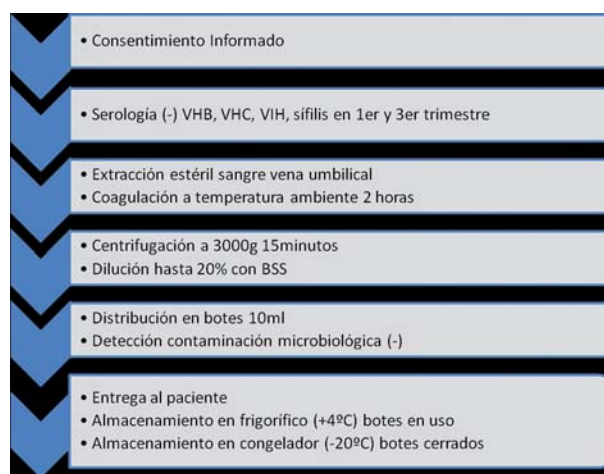 • Consentimiento Informado
• Serología (-) VHB, VHC, VIH, sífilis en 1er y 3er trimestre
• Extracción estéril sangre vena umbilical
• Coagulación a temperatura ambiente 2 horas
• Centrifugación a 3000g 15minutos
• Dilución hasta 20% con BSS
• Distribución en botes 10ml
• Detección contaminación microbiológica (-)
• Entrega al paciente
• Almacenamiento en frigorífico (+4ºC) botes en uso
• Almacenamiento en congelador (-20ºC) botes cerrados